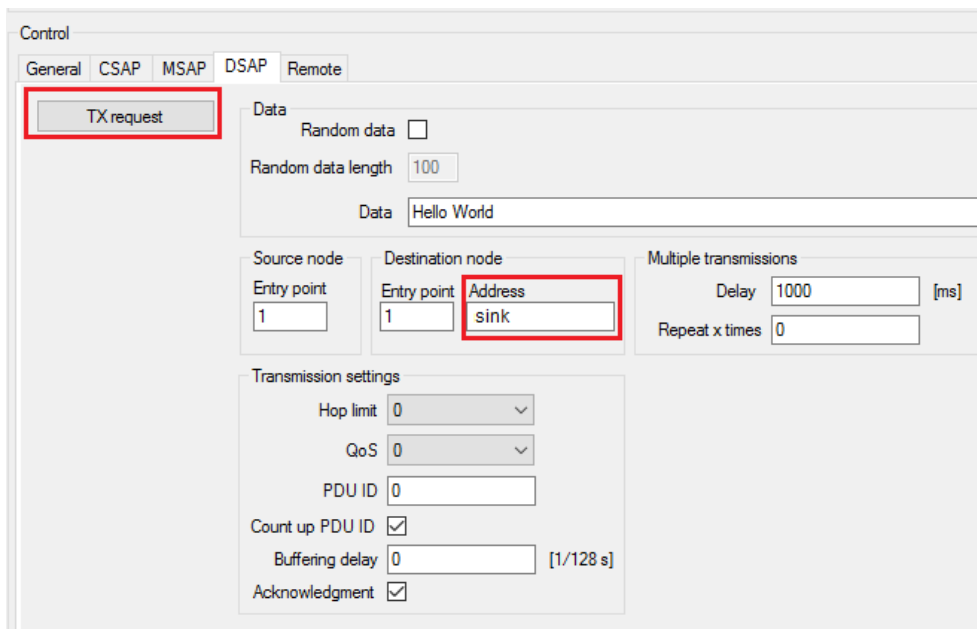 Control
General CSAP MSAP DSAP Remote
TX request
Data
Random data
Random data length 100
Data Hello World
Source node
Entry point
1
Destination node
Entry point Address
1 sink
Multiple transmissions
Delay 1000 [ms]
Repeat x times 0
Transmission settings
Hop limit 0
QoS 0
PDU ID 0
Count up PDU ID
Buffering delay 0 [1/128 s]
Acknowledgment